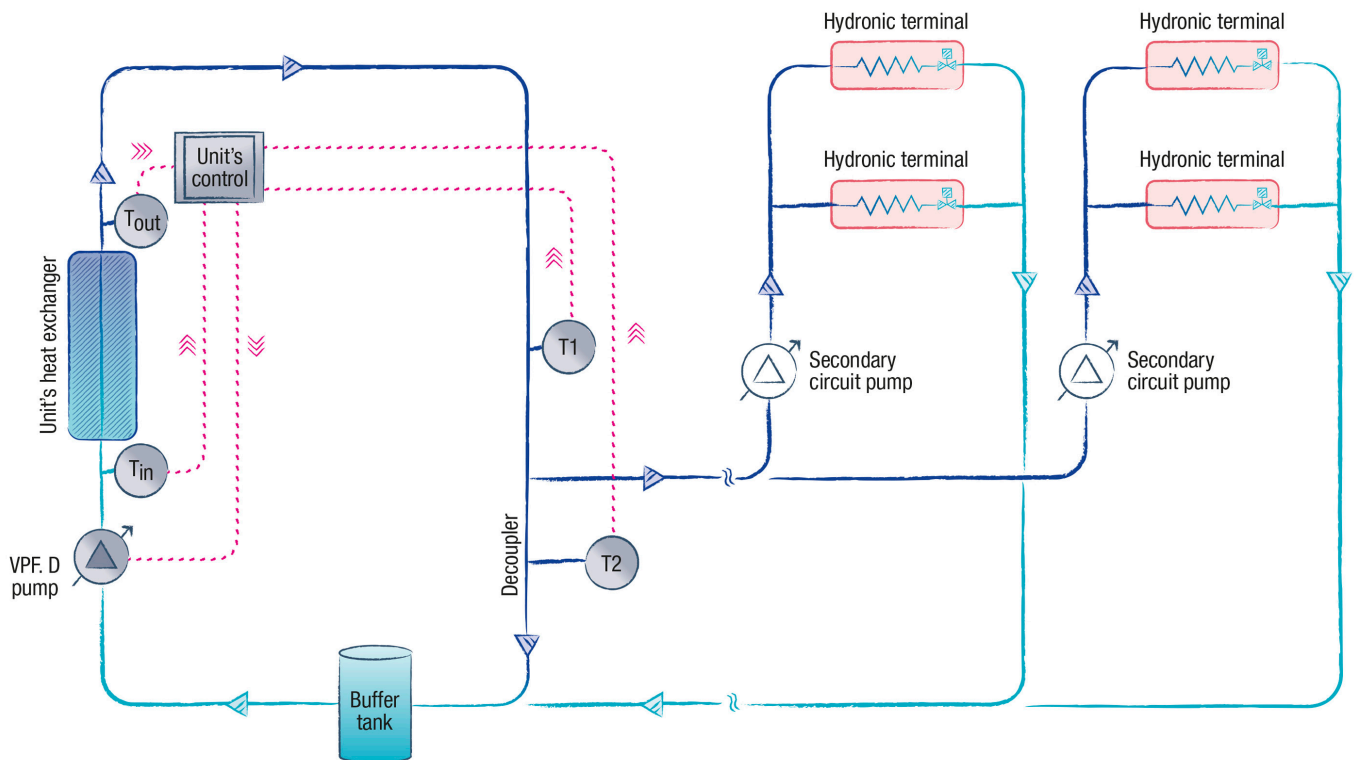 Hydronic terminal
Hydronic terminal
Unit's
control
Tout
Hydronic terminal
Hydronic terminal
Unit's heat exchanger
T1
Secondary
circuit pump
Secondary
circuit pump
Tin
VPF. D
pump
Decoupler
T2
Buffer
tank